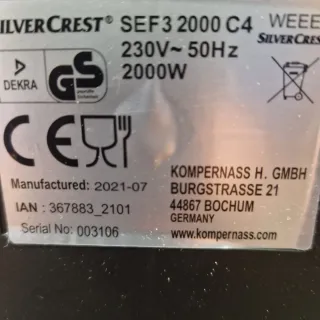 SILVERCREST® SEF3 2000 C4 WEEE
230V~ 50Hz SILVERCREST
2000W
DEKRA GS
CE
KOMPERNASS H. GMBH
Manufactured: 2021-07 BURGSTRASSE 21
IAN : 367883_2101 44867 BOCHUM
GERMANY
Serial No: 003106 www.kompernass.com